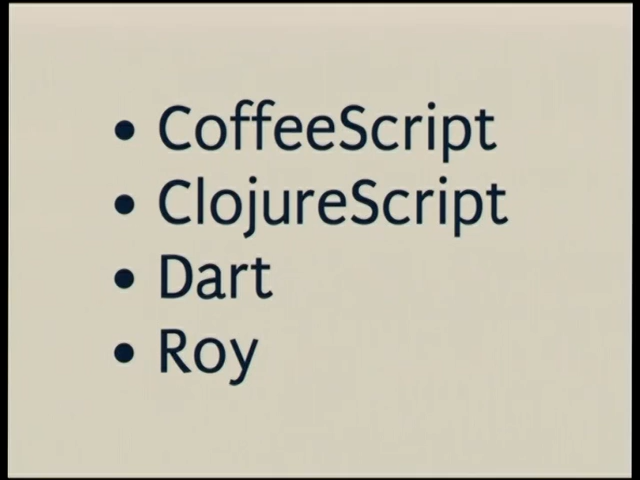 • CoffeeScript
• ClojureScript
• Dart
• Roy